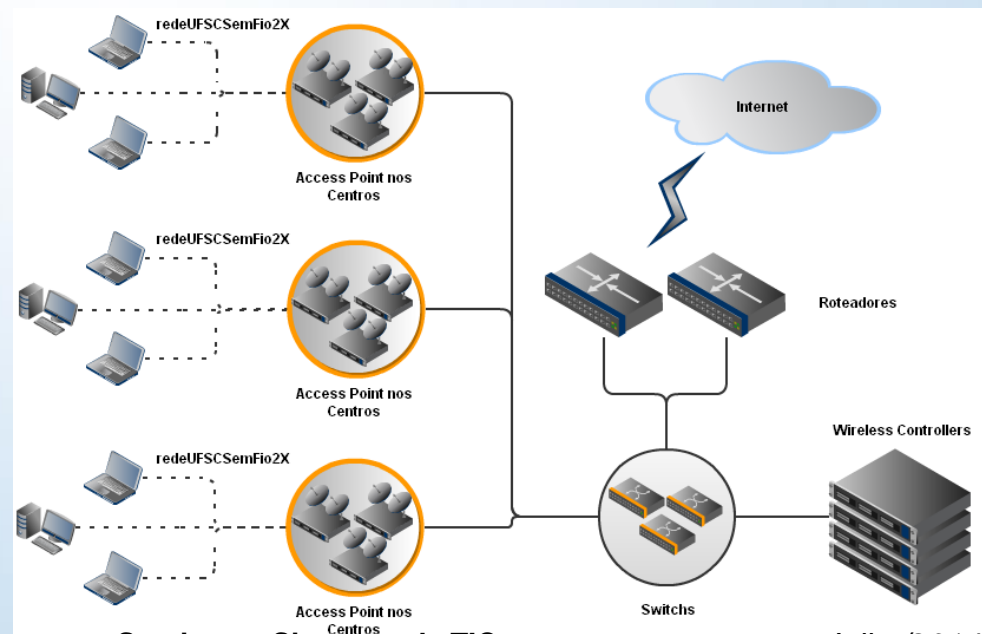 redeUFSCSemFio2X
Access Point nos
Centros
redeUFSCSemFio2X
Access Point nos
Centros
redeUFSCSemFio2X
Access Point nos
Centros
Internet
Roteadores
Wireless Controllers
Switchs